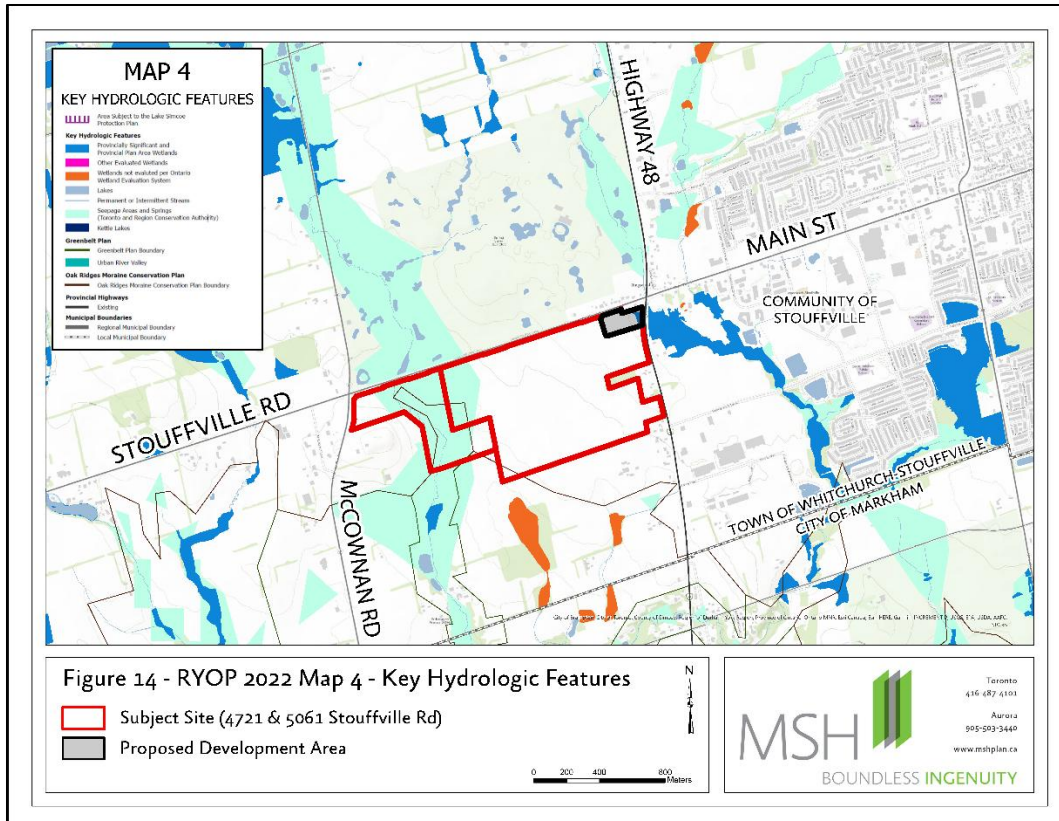 MAP 4
KEY HYDROLOGIC FEATURES
Area Subject to the Lake Simcoe
Protection Plan
Key Hydrologic Features
Provincially Significant and
Provincial Plan Area Wetlands
Other Evaluated Wetlands
Wetlands not evaluted per Ontario
Wetland Evaluation System
Lakes
Permanent or Intermittent Stream
Seepage Areas and Springs
(Toronto and Region Conservation Authority)
Kettle Lakes
Greenbelt Plan
Greenbelt Plan Boundary
Urban River Valley
Oak Ridges Moraine Conservation Plan
Oak Ridges Moraine Conservation Plan Boundary
Provincial Highways
Existing
Municipal Boundaries
Regional Municipal Boundary
Local Municipal Boundary
HIGHWAY 48
MAIN ST
COMMUNITY OF
STOUFFVILLE
STOUFFVILLE RD
McCOWNAN RD
TOWN OF WHITCHURCH-STOUFFVILLE
CITY OF MARKHAM
Figure 14 - RYOP 2022 Map 4 - Key Hydrologic Features
Subject Site (4721 & 5061 Stouffville Rd)
Proposed Development Area
N
0 200 400 800
Meters
MSH
BOUNDLESS INGENUITY
Toronto
416-487-4101
Aurora
905-503-3440
www.mshplan.ca